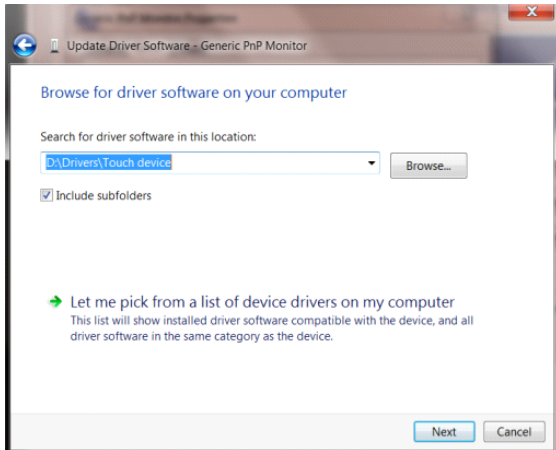 Update Driver Software - Generic PnP Monitor
Browse for driver software on your computer
Search for driver software in this location:
D:\Drivers\Touch device
Browse...
Include subfolders
Let me pick from a list of device drivers on my computer
This list will show installed driver software compatible with the device, and all
driver software in the same category as the device.
Next
Cancel